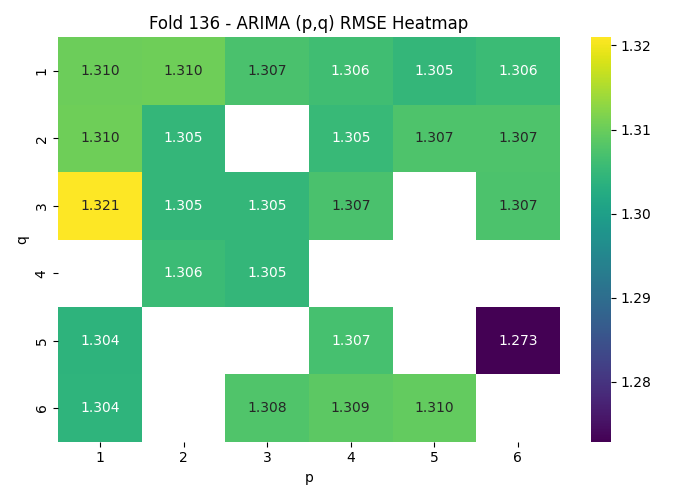 Fold 136 - ARIMA (p,q) RMSE Heatmap
1 1.310 1.310 1.307 1.306 1.305 1.306
2 1.310 1.305 1.305 1.307 1.307
3 1.321 1.305 1.305 1.307 1.307
4 1.306 1.305
5 1.304 1.307 1.273
6 1.304 1.308 1.309 1.310
1 2 3 4 5 6
p
q
1.32
1.31
1.30
1.29
1.28